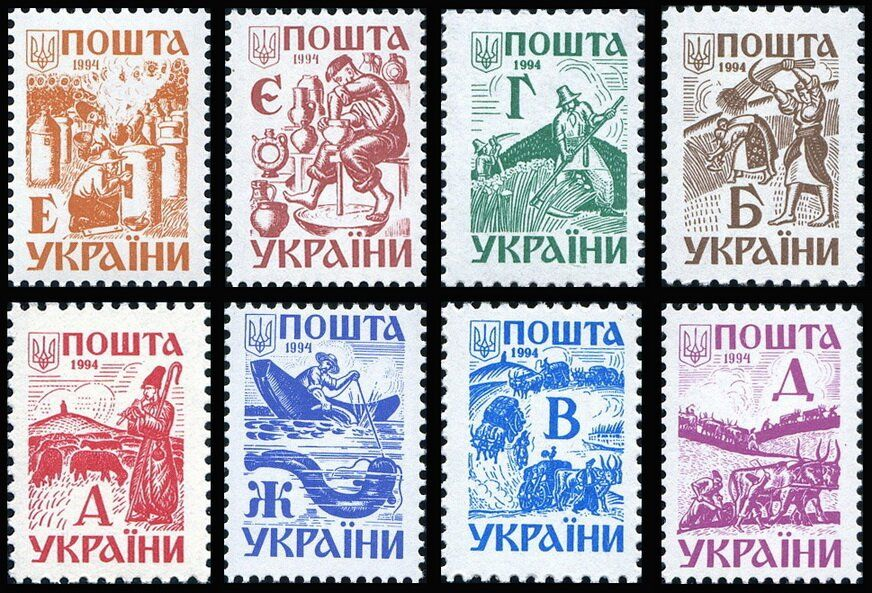 ПОШТА
1994
Е
УКРАЇНИ
ПОШТА
1994
Є
УКРАЇНИ
ПОШТА
1994
Г
УКРАЇНИ
ПОШТА
1994
Б
УКРАЇНИ
ПОШТА
1994
А
УКРАЇНИ
ПОШТА
1994
Ж
УКРАЇНИ
ПОШТА
1994
В
УКРАЇНИ
ПОШТА
1994
Д
УКРАЇНИ